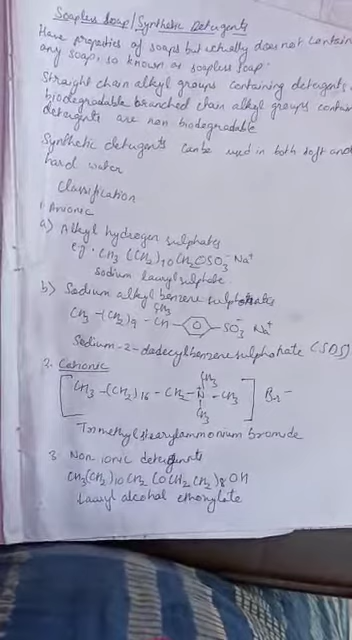 Soapless Soap/Synthetic Detergents
Have properties of soaps but actually does not contain
any soap, so known as soapless soap.
Straight chain alkyl groups containing detergents
biodegradable branched chain alkyl groups contain
detergents are non biodegradable
Synthetic detergents can be used in both soft and
hard water
Classification
1. Anionic
a) Alkyl hydrogen sulphates
eg. CH3 (CH2)10 CH2OSO3⁻ Na⁺
sodium laurylsulphate
b) Sodium alkyl benzene sulphonates
CH3
CH3 -(CH2)9 - CH - SO3⁻ Na⁺
Sodium-2-dodecylbenzenesulphonate (SDS)
2. Cationic
CH3
[CH3 -(CH2)16 - CH2 - N⁺ - CH3] Br⁻
CH3
Trimethylstearylammonium bromide
3. Non ionic detergents
CH3(CH2)10CH2 (OCH2CH2)8OH
Lauryl alcohol ethoxylate